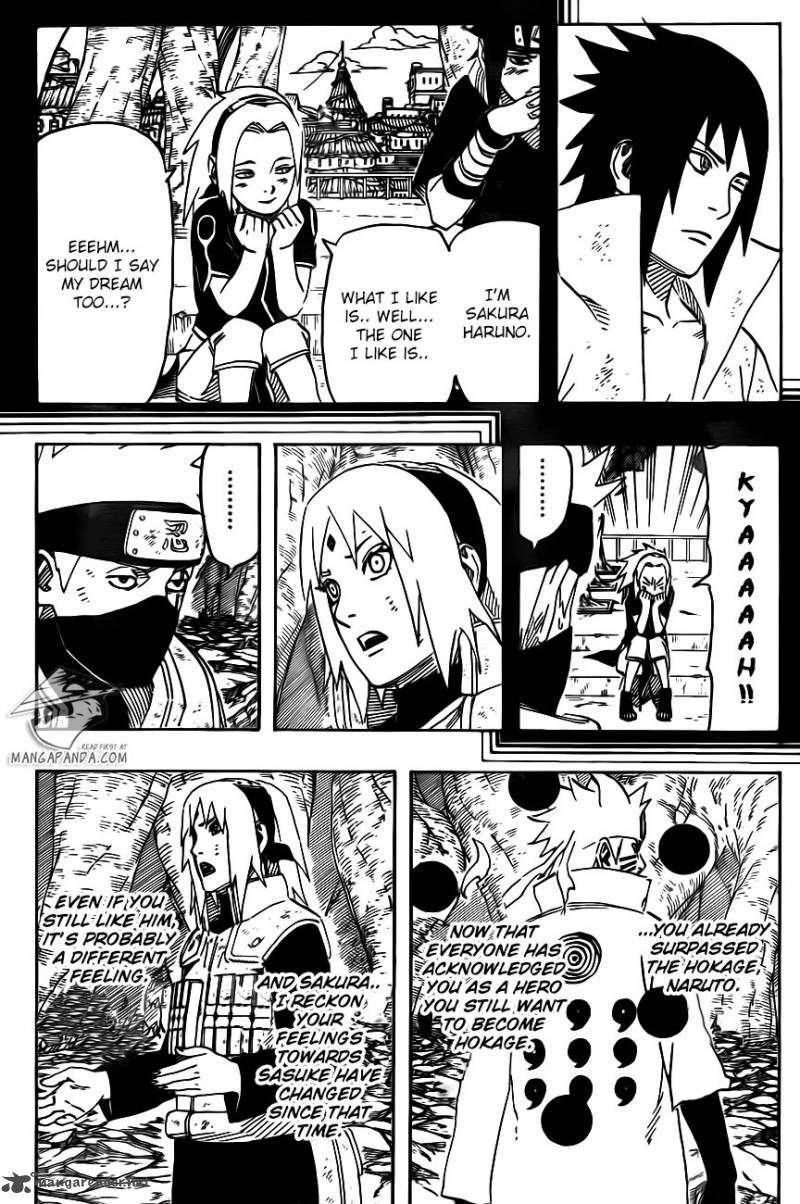 I'M
SAKURA
HARUNO.
WHAT I LIKE
IS.. WELL...
THE ONE
I LIKE IS..
EEEHM...
SHOULD I SAY
MY DREAM
TOO...?
KYAAAAAH!!
.........
.........
忍
READ FIRST AT
MANGAPANDA.COM
...YOU ALREADY
SURPASSED
THE HOKAGE,
NARUTO.
NOW THAT
EVERYONE HAS
ACKNOWLEDGED
YOU AS A HERO
YOU STILL WANT
TO BECOME
HOKAGE.
AND SAKURA..
I RECKON
YOUR
FEELINGS
TOWARDS
SASUKE HAVE
CHANGED
SINCE THAT
TIME.
EVEN IF YOU
STILL LIKE HIM,
IT'S PROBABLY
A DIFFERENT
FEELING.